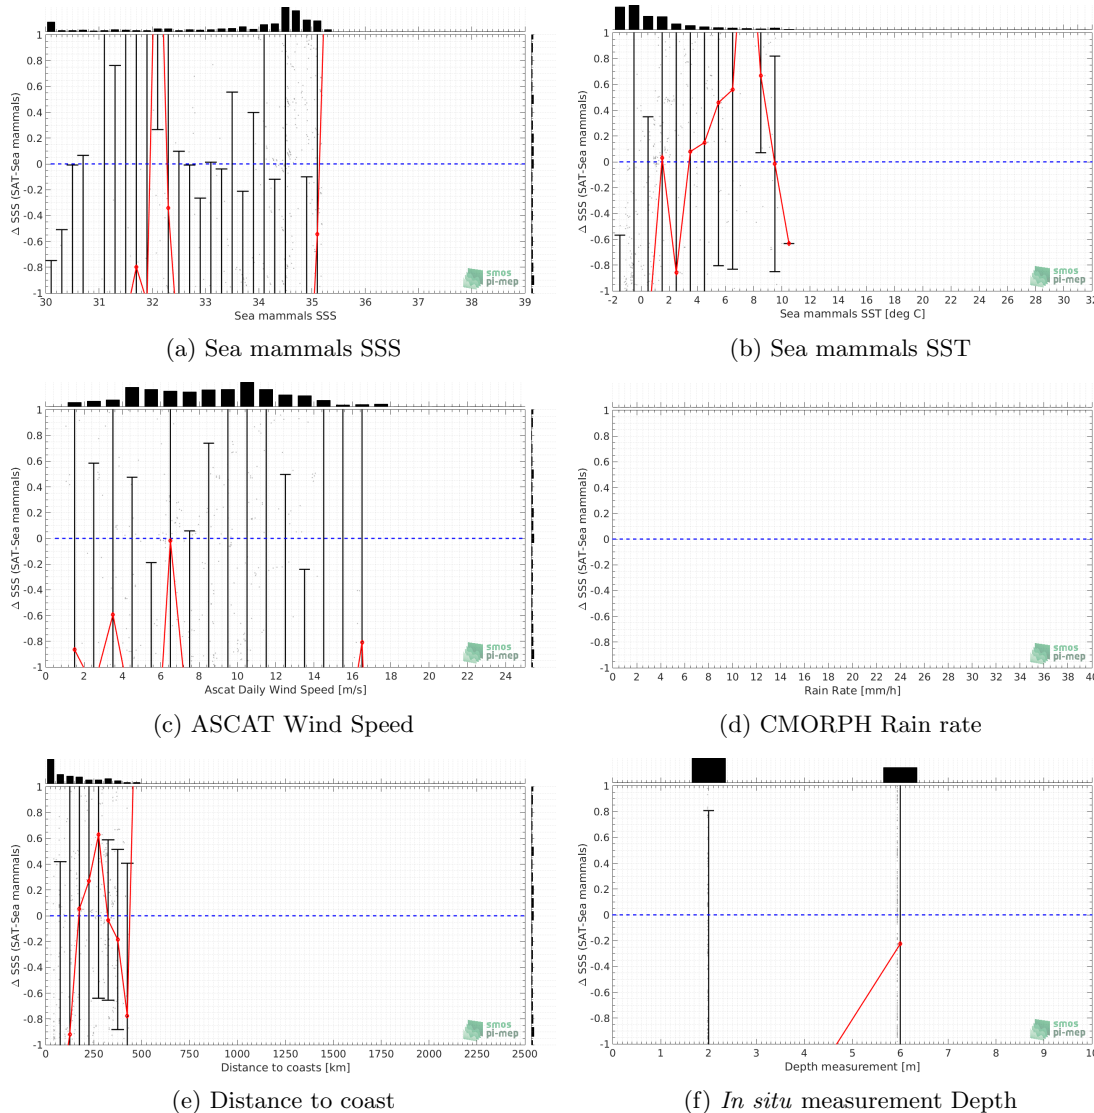 1
0.8
0.6
0.4
0.2
0
-0.2
-0.4
-0.6
-0.8
-1
Δ SSS (SAT-Sea mammals)
30 31 32 33 34 35 36 37 38 39
Sea mammals SSS
smos
pi-mep
(a) Sea mammals SSS
1
0.8
0.6
0.4
0.2
0
-0.2
-0.4
-0.6
-0.8
-1
Δ SSS (SAT-Sea mammals)
-2 0 2 4 6 8 10 12 14 16 18 20 22 24 26 28 30 32
Sea mammals SST [deg C]
smos
pi-mep
(b) Sea mammals SST
1
0.8
0.6
0.4
0.2
0
-0.2
-0.4
-0.6
-0.8
-1
Δ SSS (SAT-Sea mammals)
0 2 4 6 8 10 12 14 16 18 20 22 24
Ascat Daily Wind Speed [m/s]
smos
pi-mep
(c) ASCAT Wind Speed
1
0.8
0.6
0.4
0.2
0
-0.2
-0.4
-0.6
-0.8
-1
Δ SSS (SAT-Sea mammals)
0 2 4 6 8 10 12 14 16 18 20 22 24 26 28 30 32 34 36 38 40
Rain Rate [mm/h]
smos
pi-mep
(d) CMORPH Rain rate
1
0.8
0.6
0.4
0.2
0
-0.2
-0.4
-0.6
-0.8
-1
Δ SSS (SAT-Sea mammals)
0 250 500 750 1000 1250 1500 1750 2000 2250 2500
Distance to coasts [km]
smos
pi-mep
(e) Distance to coast
1
0.8
0.6
0.4
0.2
0
-0.2
-0.4
-0.6
-0.8
-1
Δ SSS (SAT-Sea mammals)
0 1 2 3 4 5 6 7 8 9 10
Depth measurement [m]
smos
pi-mep
(f) In situ measurement Depth